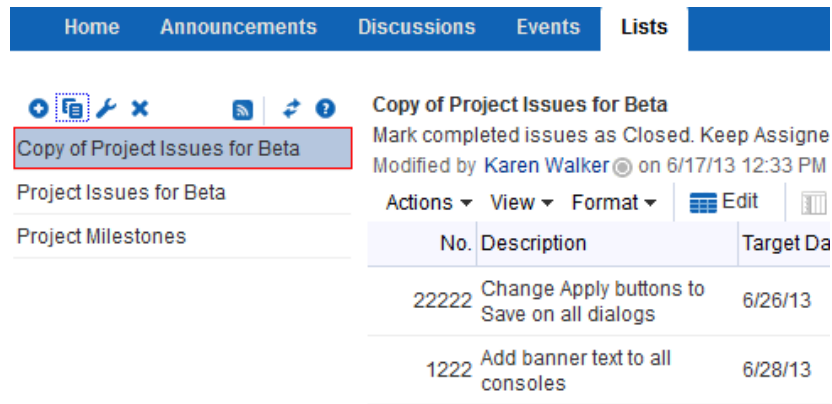 Home Announcements Discussions Events Lists
Copy of Project Issues for Beta
Project Issues for Beta
Project Milestones
Copy of Project Issues for Beta
Mark completed issues as Closed. Keep Assigne
Modified by Karen Walker on 6/17/13 12:33 PM
Actions View Format Edit
No. Description Target Da
22222 Change Apply buttons to
Save on all dialogs 6/26/13
1222 Add banner text to all
consoles 6/28/13